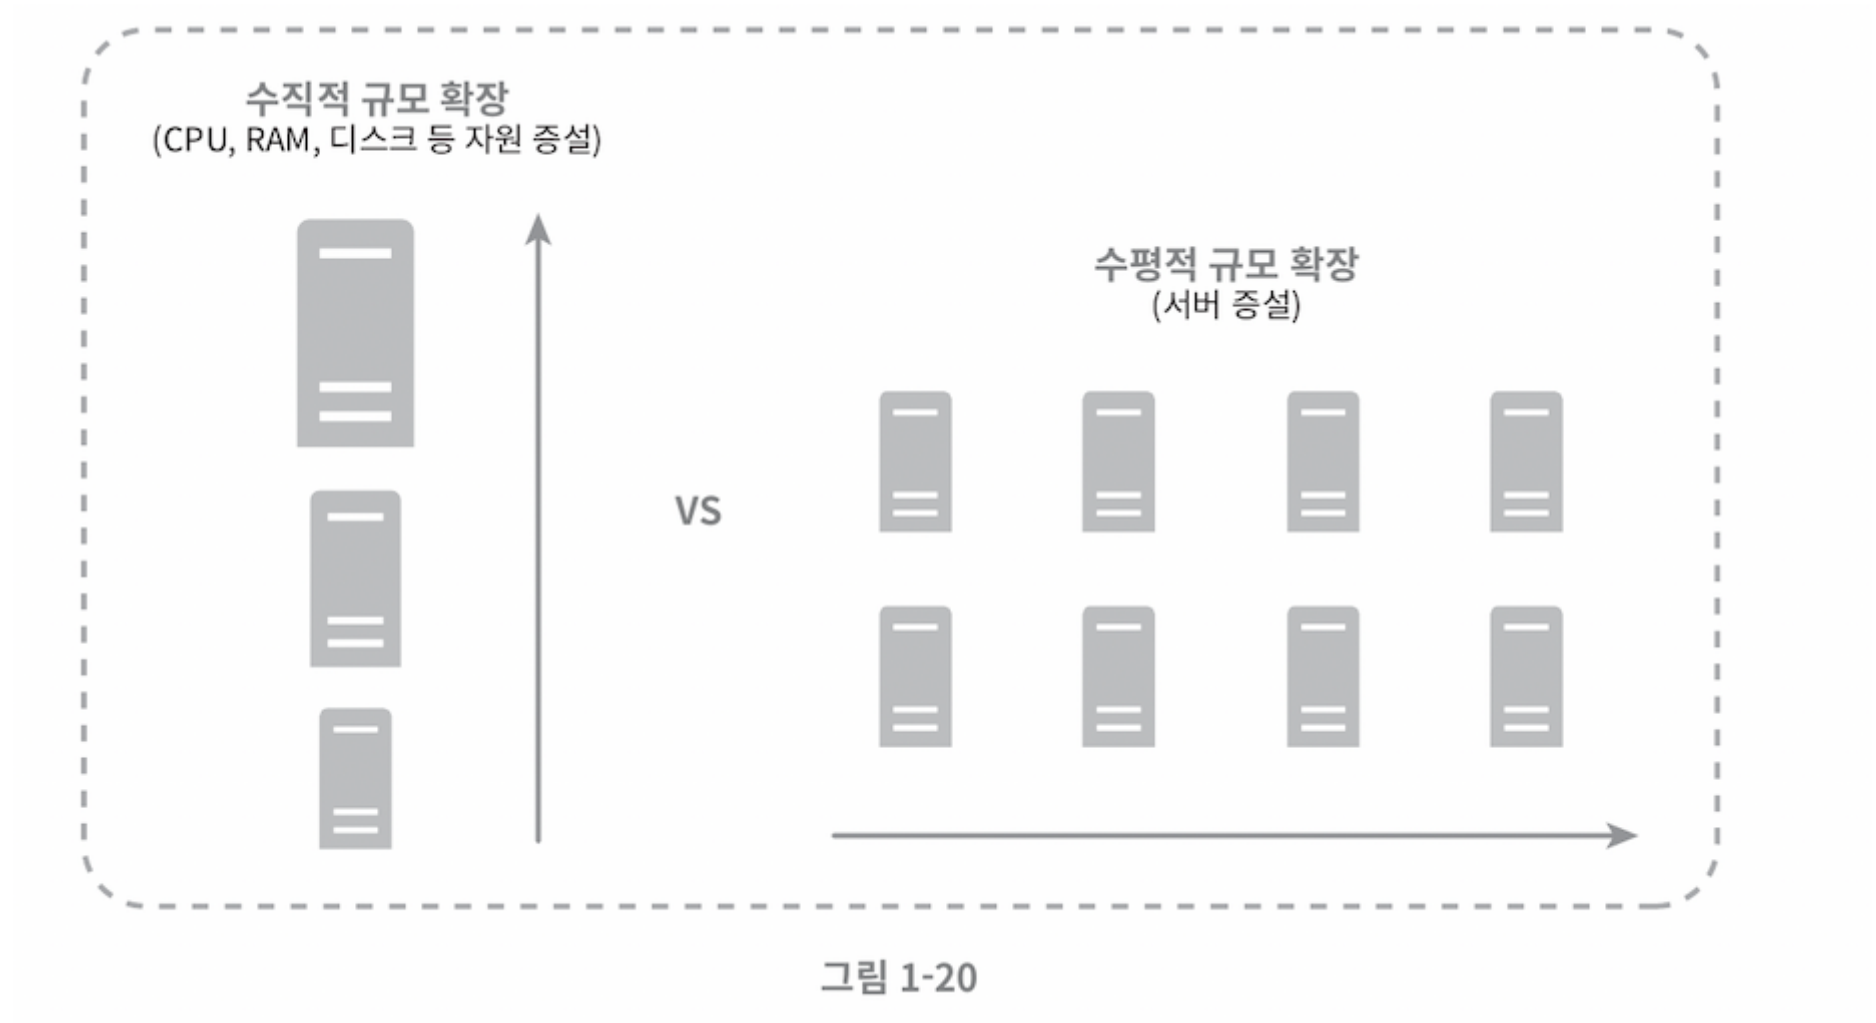 수직적 규모 확장
(CPU, RAM, 디스크 등 자원 증설)
VS
수평적 규모 확장
(서버 증설)
그림 1-20